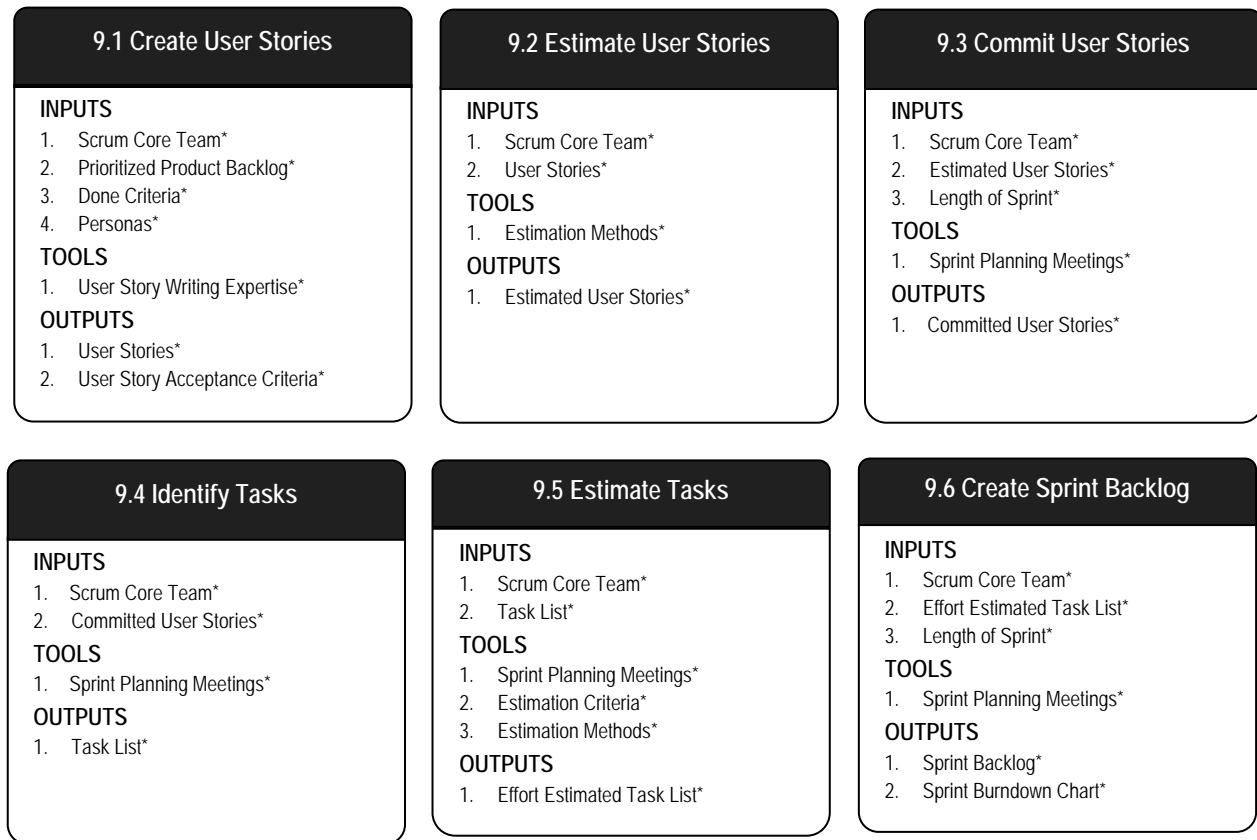 9.1 Create User Stories
INPUTS
1. Scrum Core Team*
2. Prioritized Product Backlog*
3. Done Criteria*
4. Personas*
TOOLS
1. User Story Writing Expertise*
OUTPUTS
1. User Stories*
2. User Story Acceptance Criteria*
9.2 Estimate User Stories
INPUTS
1. Scrum Core Team*
2. User Stories*
TOOLS
1. Estimation Methods*
OUTPUTS
1. Estimated User Stories*
9.3 Commit User Stories
INPUTS
1. Scrum Core Team*
2. Estimated User Stories*
3. Length of Sprint*
TOOLS
1. Sprint Planning Meetings*
OUTPUTS
1. Committed User Stories*
9.4 Identify Tasks
INPUTS
1. Scrum Core Team*
2. Committed User Stories*
TOOLS
1. Sprint Planning Meetings*
OUTPUTS
1. Task List*
9.5 Estimate Tasks
INPUTS
1. Scrum Core Team*
2. Task List*
TOOLS
1. Sprint Planning Meetings*
2. Estimation Criteria*
3. Estimation Methods*
OUTPUTS
1. Effort Estimated Task List*
9.6 Create Sprint Backlog
INPUTS
1. Scrum Core Team*
2. Effort Estimated Task List*
3. Length of Sprint*
TOOLS
1. Sprint Planning Meetings*
OUTPUTS
1. Sprint Backlog*
2. Sprint Burndown Chart*